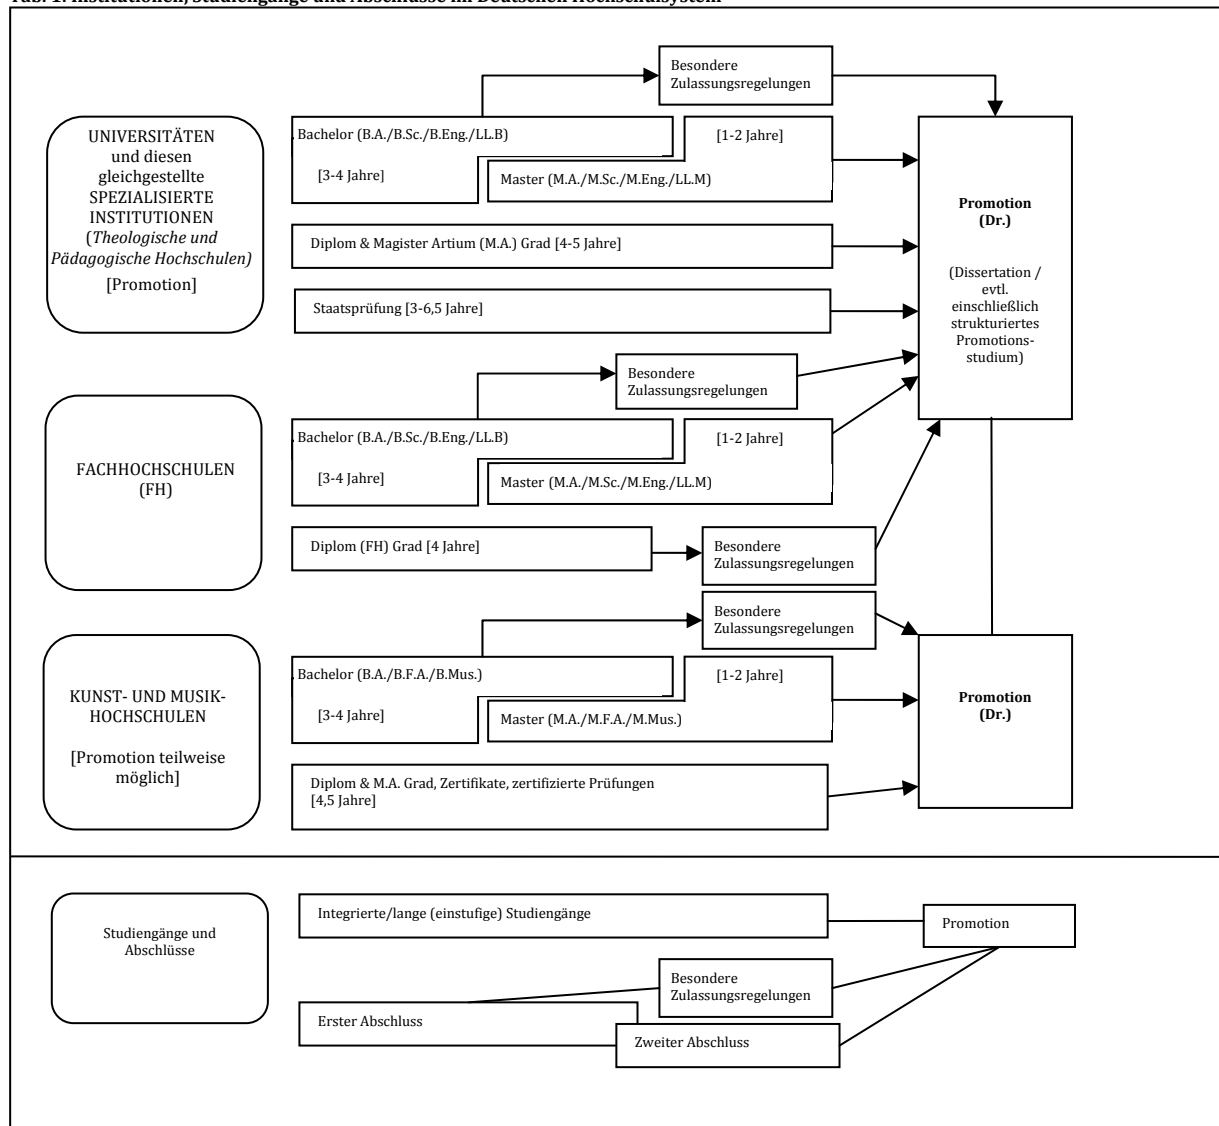 Tab. 1: Institutionen, Studiengänge und Abschlüsse im Deutschen Hochschulsystem
Besondere
Zulassungsregelungen
UNIVERSITÄTEN
und diesen
gleichgestellte
SPEZIALISIERTE
INSTITUTIONEN
(Theologische und
Pädagogische Hochschulen)
[Promotion]
Bachelor (B.A./B.Sc./B.Eng./LL.B)
[3-4 Jahre]
[1-2 Jahre]
Master (M.A./M.Sc./M.Eng./LL.M)
Diplom & Magister Artium (M.A.) Grad [4-5 Jahre]
Staatsprüfung [3-6,5 Jahre]
Promotion
(Dr.)
(Dissertation /
evtl.
einschließlich
strukturiertes
Promotions-
studium)
Besondere
Zulassungsregelungen
FACHHOCHSCHULEN
(FH)
Bachelor (B.A./B.Sc./B.Eng./LL.B)
[3-4 Jahre]
[1-2 Jahre]
Master (M.A./M.Sc./M.Eng./LL.M)
Diplom (FH) Grad [4 Jahre]
Besondere
Zulassungsregelungen
Besondere
Zulassungsregelungen
KUNST- UND MUSIK-
HOCHSCHULEN
[Promotion teilweise
möglich]
Bachelor (B.A./B.F.A./B.Mus.)
[3-4 Jahre]
[1-2 Jahre]
Master (M.A./M.F.A./M.Mus.)
Diplom & M.A. Grad, Zertifikate, zertifizierte Prüfungen
[4,5 Jahre]
Promotion
(Dr.)
Studiengänge und
Abschlüsse
Integrierte/lange (einstufige) Studiengänge
Promotion
Besondere
Zulassungsregelungen
Erster Abschluss
Zweiter Abschluss